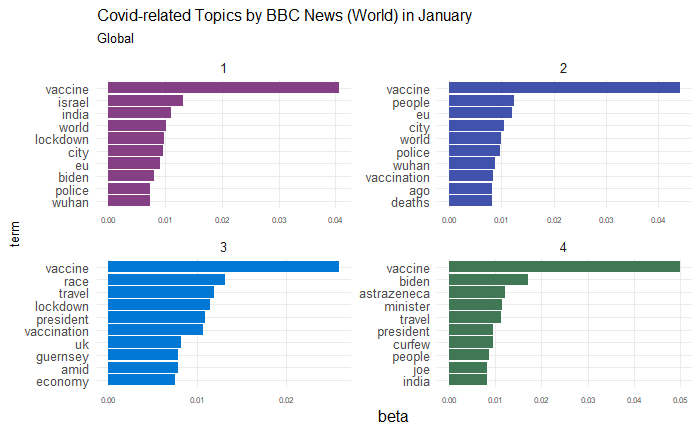 Covid-related Topics by BBC News (World) in January
Global
1
vaccine
israel
india
world
lockdown
city
eu
biden
police
wuhan
0.00 0.01 0.02 0.03 0.04
2
vaccine
people
eu
city
world
police
wuhan
vaccination
ago
deaths
0.00 0.01 0.02 0.03 0.04
term
3
vaccine
race
travel
lockdown
president
vaccination
uk
guernsey
amid
economy
0.00 0.01 0.02
4
vaccine
biden
astrazeneca
minister
travel
president
curfew
people
joe
india
0.00 0.01 0.02 0.03 0.04 0.05
beta